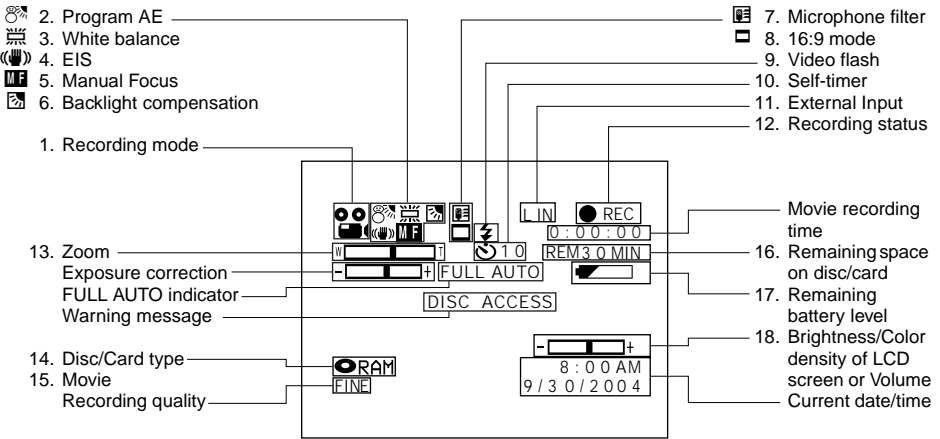 2. Program AE
3. White balance
4. EIS
MF 5. Manual Focus
6. Backlight compensation
1. Recording mode
7. Microphone filter
8. 16:9 mode
9. Video flash
10. Self-timer
11. External Input
12. Recording status
L IN
● REC
MF
0:00:00
W T
10
REM30 MIN
- +
FULL AUTO
DISC ACCESS
- +
RAM
8:00AM
FINE
9/30/2004
13. Zoom
Exposure correction
FULL AUTO indicator
Warning message
14. Disc/Card type
15. Movie
Recording quality
Movie recording
time
16. Remaining space
on disc/card
17. Remaining
battery level
18. Brightness/Color
density of LCD
screen or Volume
Current date/time